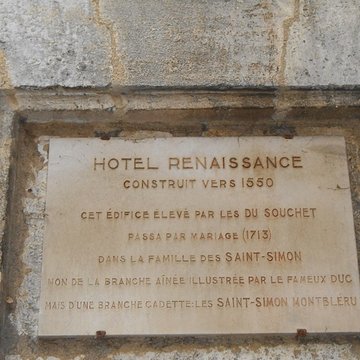 HOTEL RENAISSANCE
CONSTRUIT VERS 1550
CET ÉDIFICE ÉLEVÉ PAR LES DU SOUCHET
PASSA PAR MARIAGE (1713)
DANS LA FAMILLE DES SAINT-SIMON
NON DE LA BRANCHE AÎNÉE ILLUSTRÉE PAR LE FAMEUX DUC
MAIS D'UNE BRANCHE CADETTE: LES SAINT-SIMON MONTBLÉRU